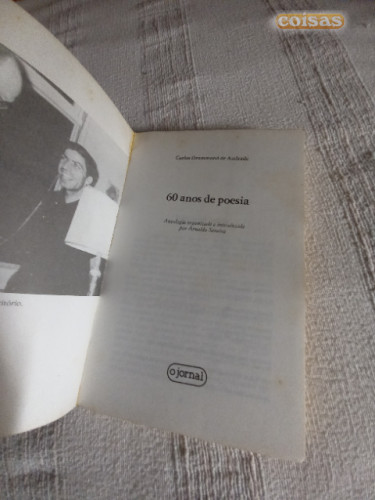 coisas
Carlos Drummond de Andrade
60 anos de poesia
Antologia organizada e apresentada
por Arnaldo Saraiva
o jornal